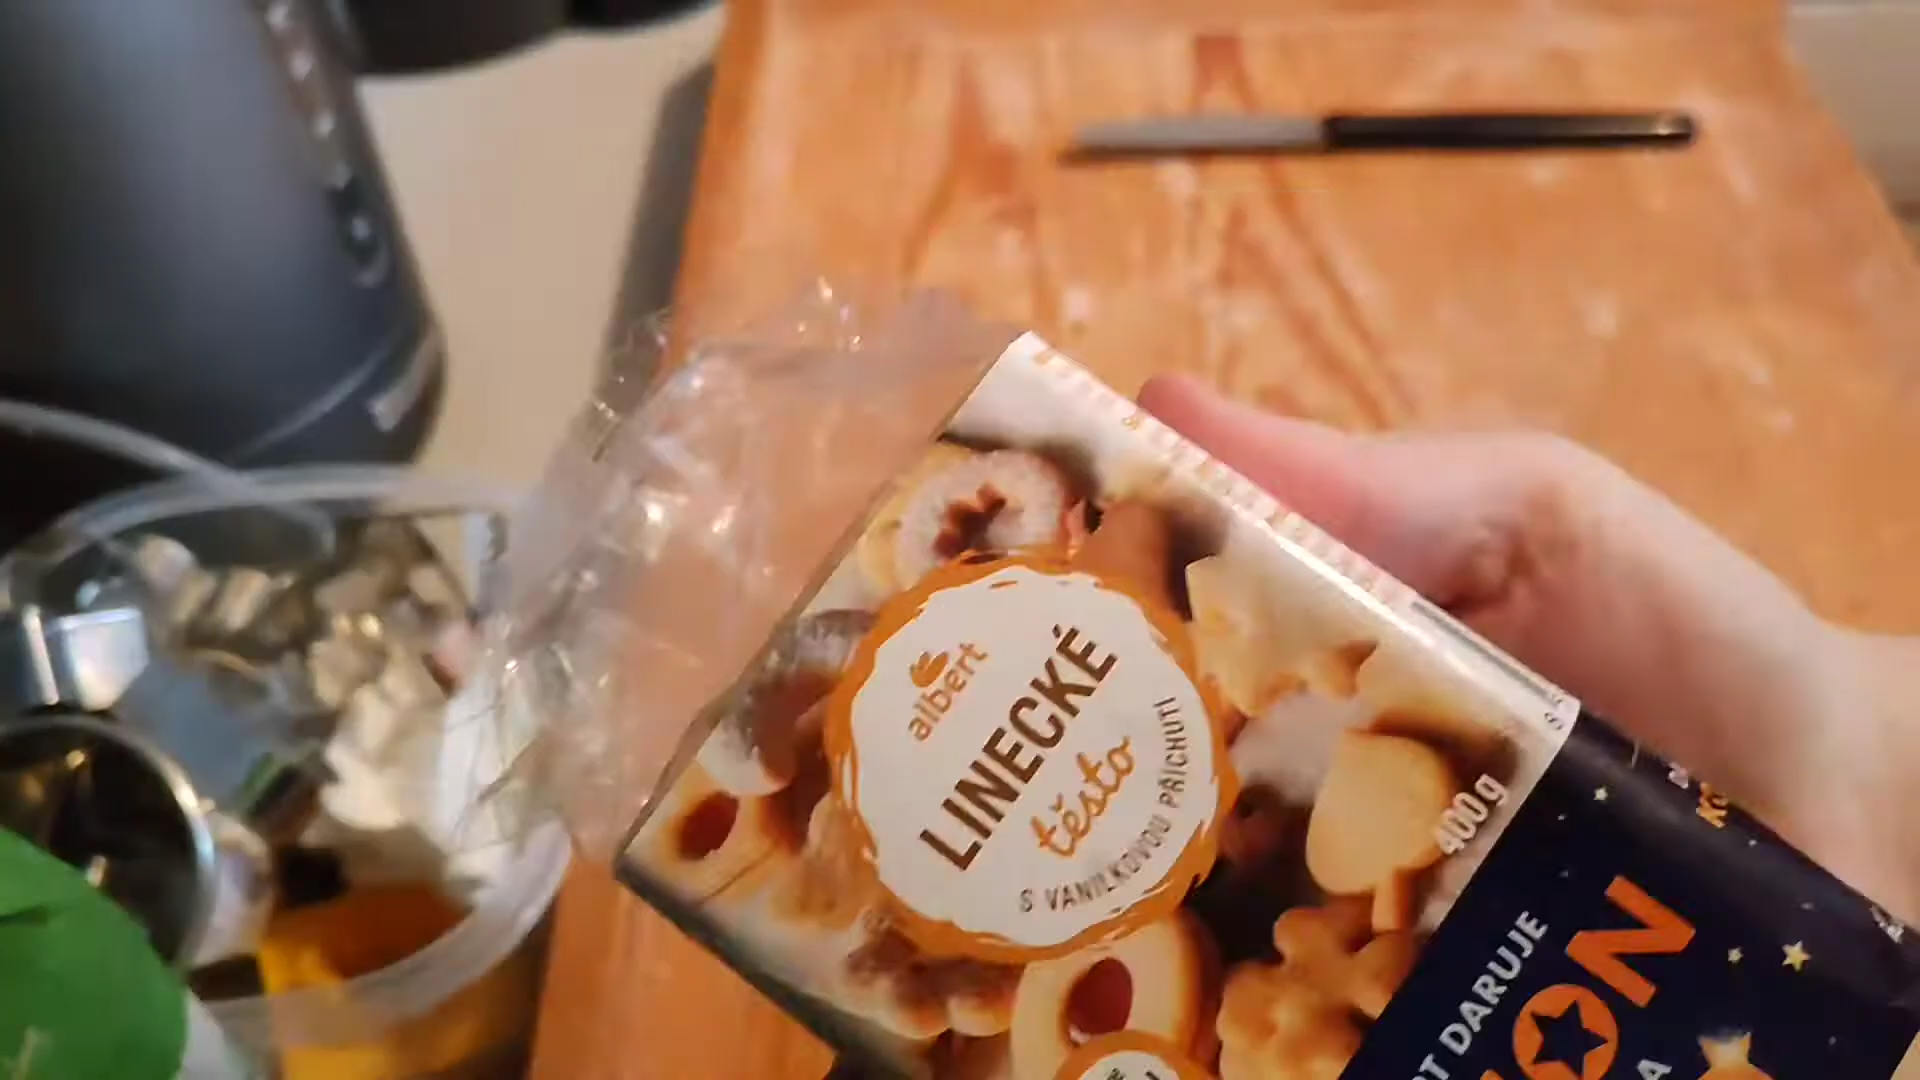 albert
LINECKÉ
těsto
S VANILKOVOU PŘÍCHUTÍ
400g
DARUJE